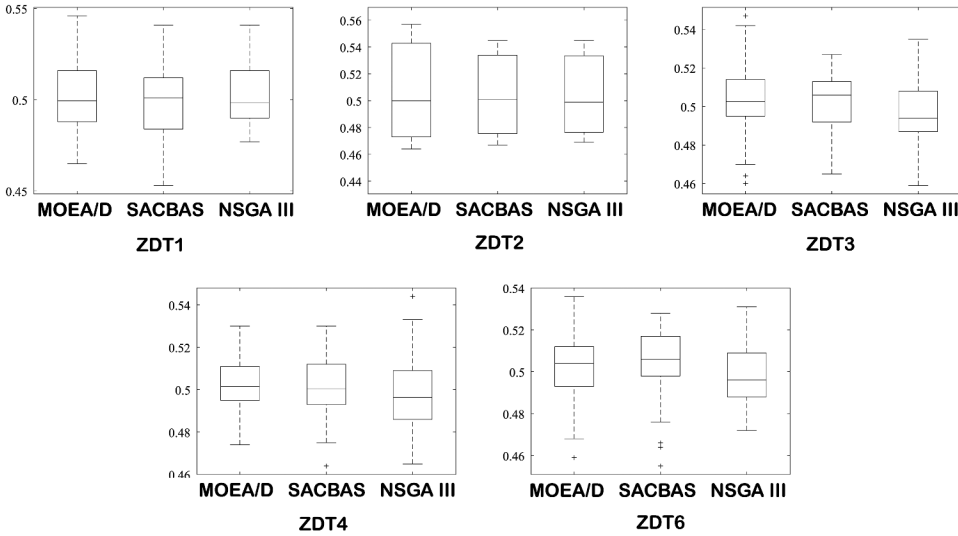 0.55
0.5
0.45
MOEA/D SACBAS NSGA III
ZDT1
0.56
0.54
0.52
0.5
0.48
0.46
0.44
MOEA/D SACBAS NSGA III
ZDT2
0.54
0.52
0.5
0.48
0.46
MOEA/D SACBAS NSGA III
ZDT3
0.54
0.52
0.5
0.48
0.46
MOEA/D SACBAS NSGA III
ZDT4
0.54
0.52
0.5
0.48
0.46
MOEA/D SACBAS NSGA III
ZDT6